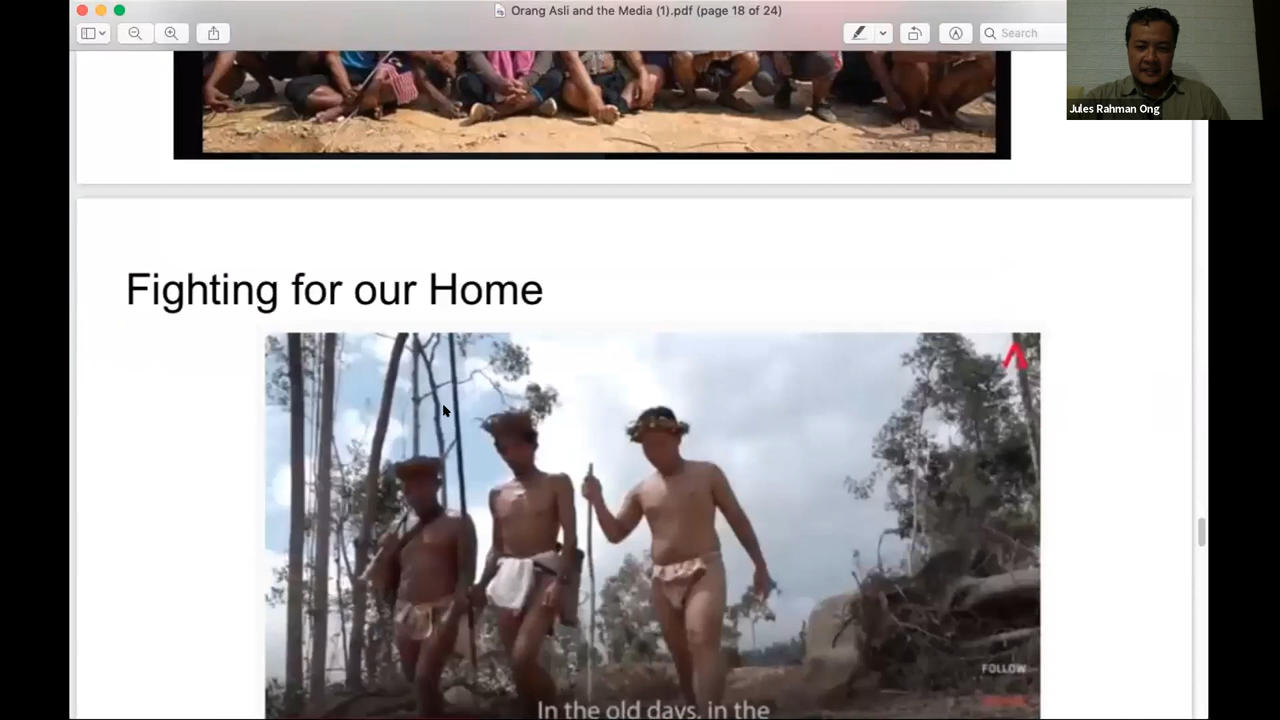 Orang Asli and the Media (1).pdf (page 18 of 24)
Search
Jules Rahman Ong
Fighting for our Home
FOLLOW
In the old days, in the